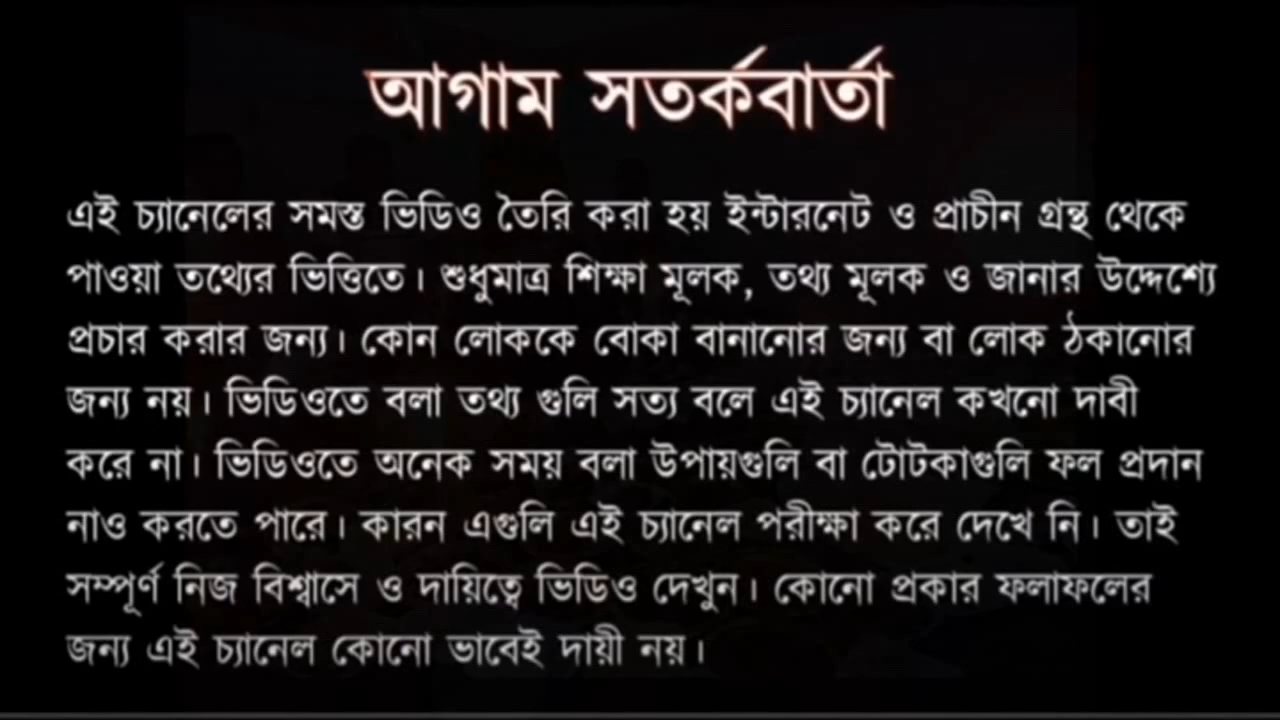 আগাম সতর্কবার্তা
এই চ্যানেলের সমস্ত ভিডিও তৈরি করা হয় ইন্টারনেট ও প্রাচীন গ্রন্থ থেকে
পাওয়া তথ্যের ভিত্তিতে। শুধুমাত্র শিক্ষা মূলক, তথ্য মূলক ও জানার উদ্দেশ্যে
প্রচার করার জন্য। কোন লোককে বোকা বানানোর জন্য বা লোক ঠকানোর
জন্য নয়। ভিডিওতে বলা তথ্য গুলি সত্য বলে এই চ্যানেল কখনো দাবী
করে না। ভিডিওতে অনেক সময় বলা উপায়গুলি বা টোটকাগুলি ফল প্রদান
নাও করতে পারে। কারন এগুলি এই চ্যানেল পরীক্ষা করে দেখে নি। তাই
সম্পূর্ণ নিজ বিশ্বাসে ও দায়িত্বে ভিডিও দেখুন। কোনো প্রকার ফলাফলের
জন্য এই চ্যানেল কোনো ভাবেই দায়ী নয়।